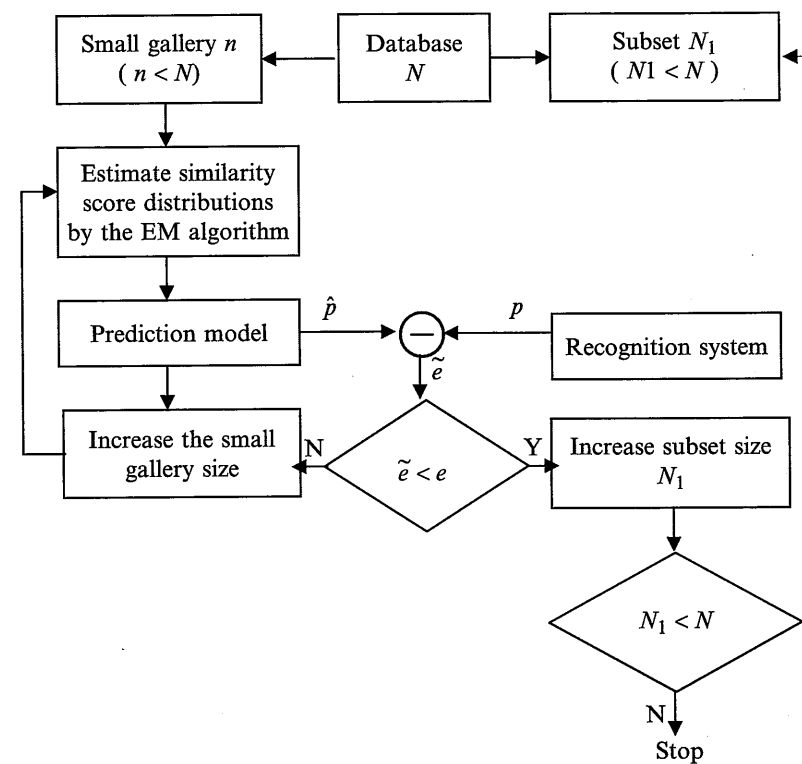 Small gallery n
( n < N)
Database
N
Subset N₁
( N1 < N )
Estimate similarity
score distributions
by the EM algorithm
Prediction model
p̂
−
p
Recognition system
ẽ
Increase the small
gallery size
N
ẽ < e
Y
Increase subset size
N₁
N₁ < N
N
Stop